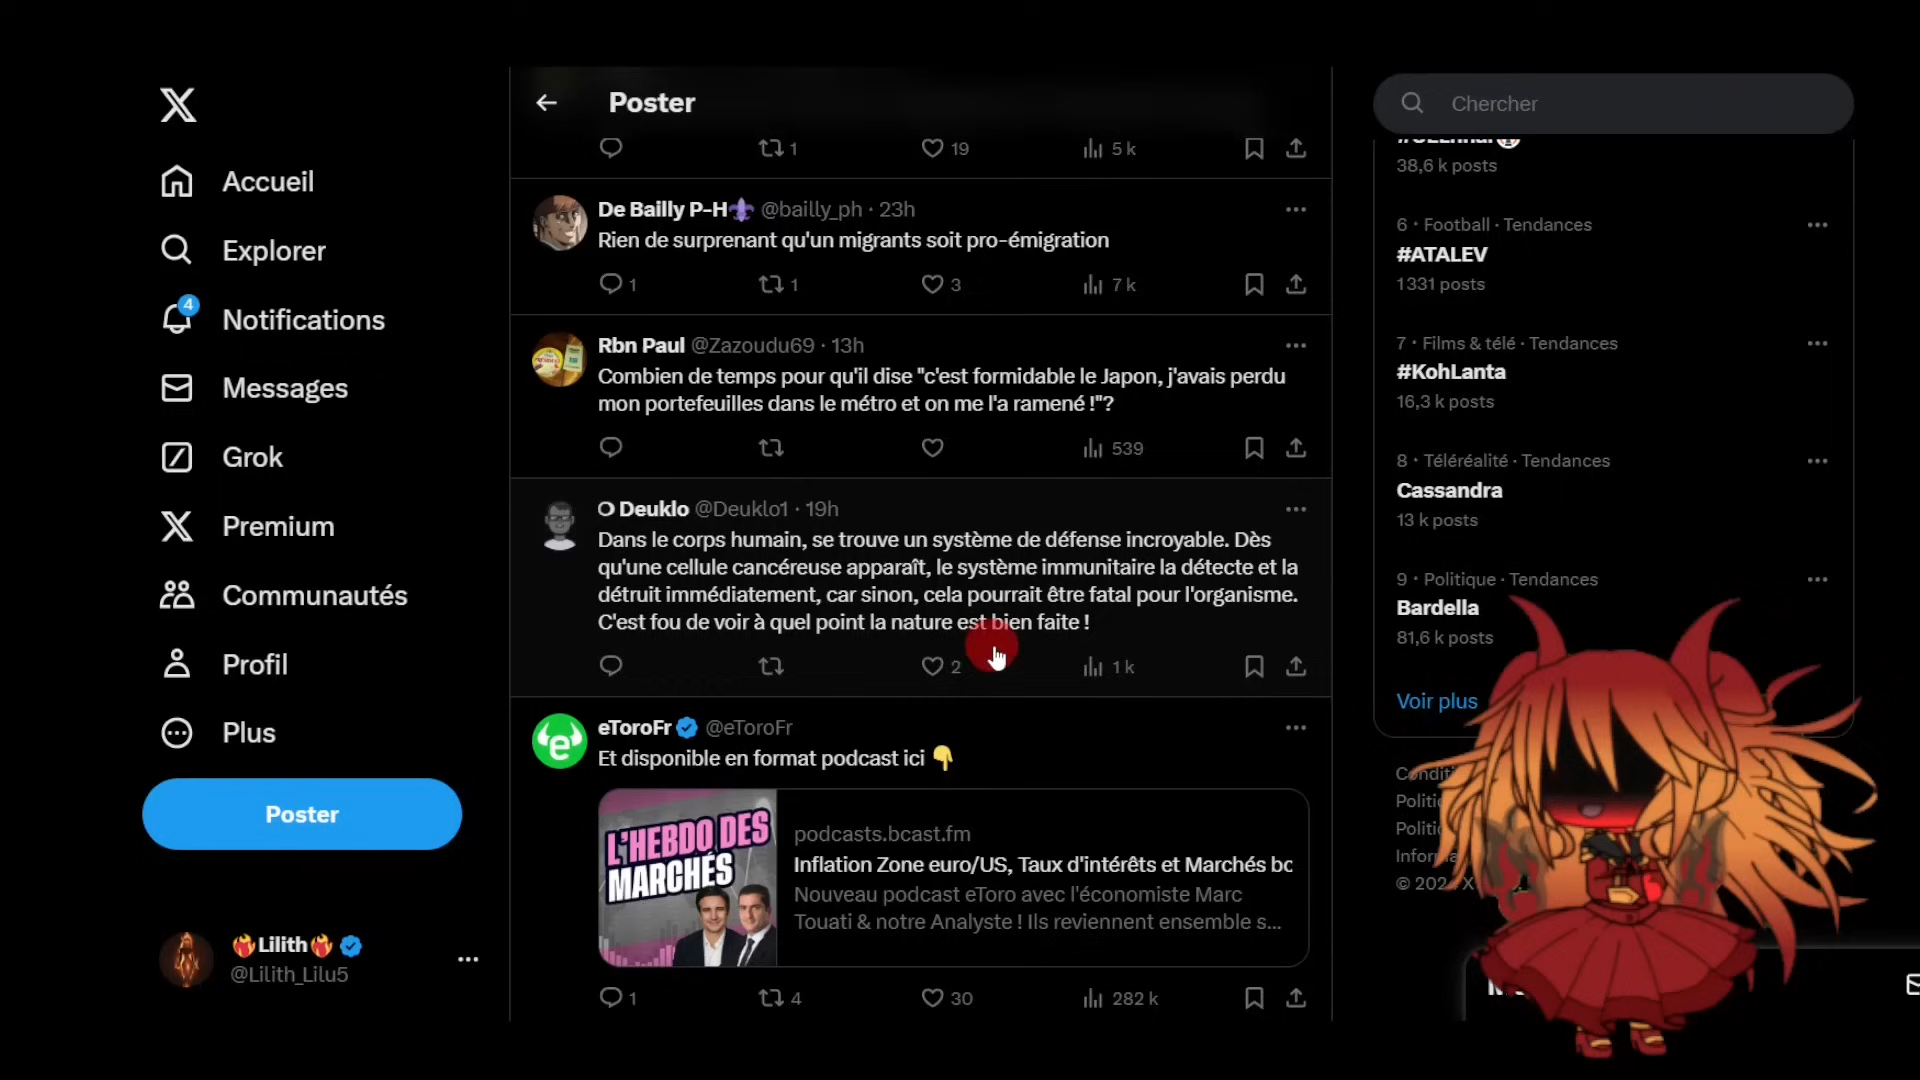 Accueil
Explorer
4
Notifications
Messages
Grok
Premium
Communautés
Profil
Plus
Poster
Lilith
@Lilith_Lilu5
Poster
1 19 5 k
De Bailly P-H @bailly_ph · 23h
Rien de surprenant qu'un migrants soit pro-émigration
1 1 3 7 k
Rbn Paul @Zazoudu69 · 13h
Combien de temps pour qu'il dise "c'est formidable le Japon, j'avais perdu
mon portefeuilles dans le métro et on me l'a ramené !"?
539
O Deuklo @Deuklo1 · 19h
Dans le corps humain, se trouve un système de défense incroyable. Dès
qu'une cellule cancéreuse apparaît, le système immunitaire la détecte et la
détruit immédiatement, car sinon, cela pourrait être fatal pour l'organisme.
C'est fou de voir à quel point la nature est bien faite !
2 1 k
eToroFr @eToroFr
Et disponible en format podcast ici
L'HEBDO DES
MARCHÉS
podcasts.bcast.fm
Inflation Zone euro/US, Taux d'intérêts et Marchés bo
Nouveau podcast eToro avec l'économiste Marc
Touati & notre Analyste ! Ils reviennent ensemble s...
1 4 30 282 k
Chercher
38,6 k posts
6 · Football · Tendances
#ATALEV
1 331 posts
7 · Films & télé · Tendances
#KohLanta
16,3 k posts
8 · Téléréalité · Tendances
Cassandra
13 k posts
9 · Politique · Tendances
Bardella
81,6 k posts
Voir plus